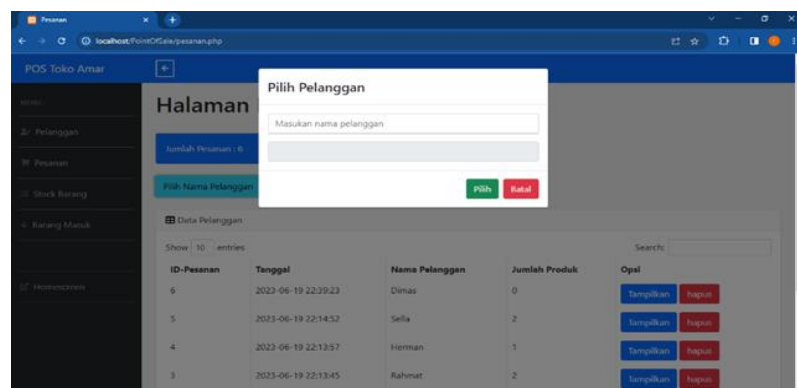 Pesanan
localhost/PointOfSale/pesanan.php
POS Toko Amar
Pilih Pelanggan
Halaman
Masukan nama pelanggan
MENU
Pelanggan
Jumlah Pesanan : 6
Pesanan
Pilih Batal
Pilih Nama Pelanggan
Stock Barang
Data Pelanggan
Barang Masuk
Show 10 entries Search:
ID-Pesanan Tanggal Nama Pelanggan Jumlah Produk Opsi
6 2023-06-19 22:39:23 Dimas 0 Tampilkan hapus
5 2023-06-19 22:14:52 Sella 2 Tampilkan hapus
4 2023-06-19 22:13:57 Herman 1 Tampilkan hapus
3 2023-06-19 22:13:45 Rahmat 2 Tampilkan hapus